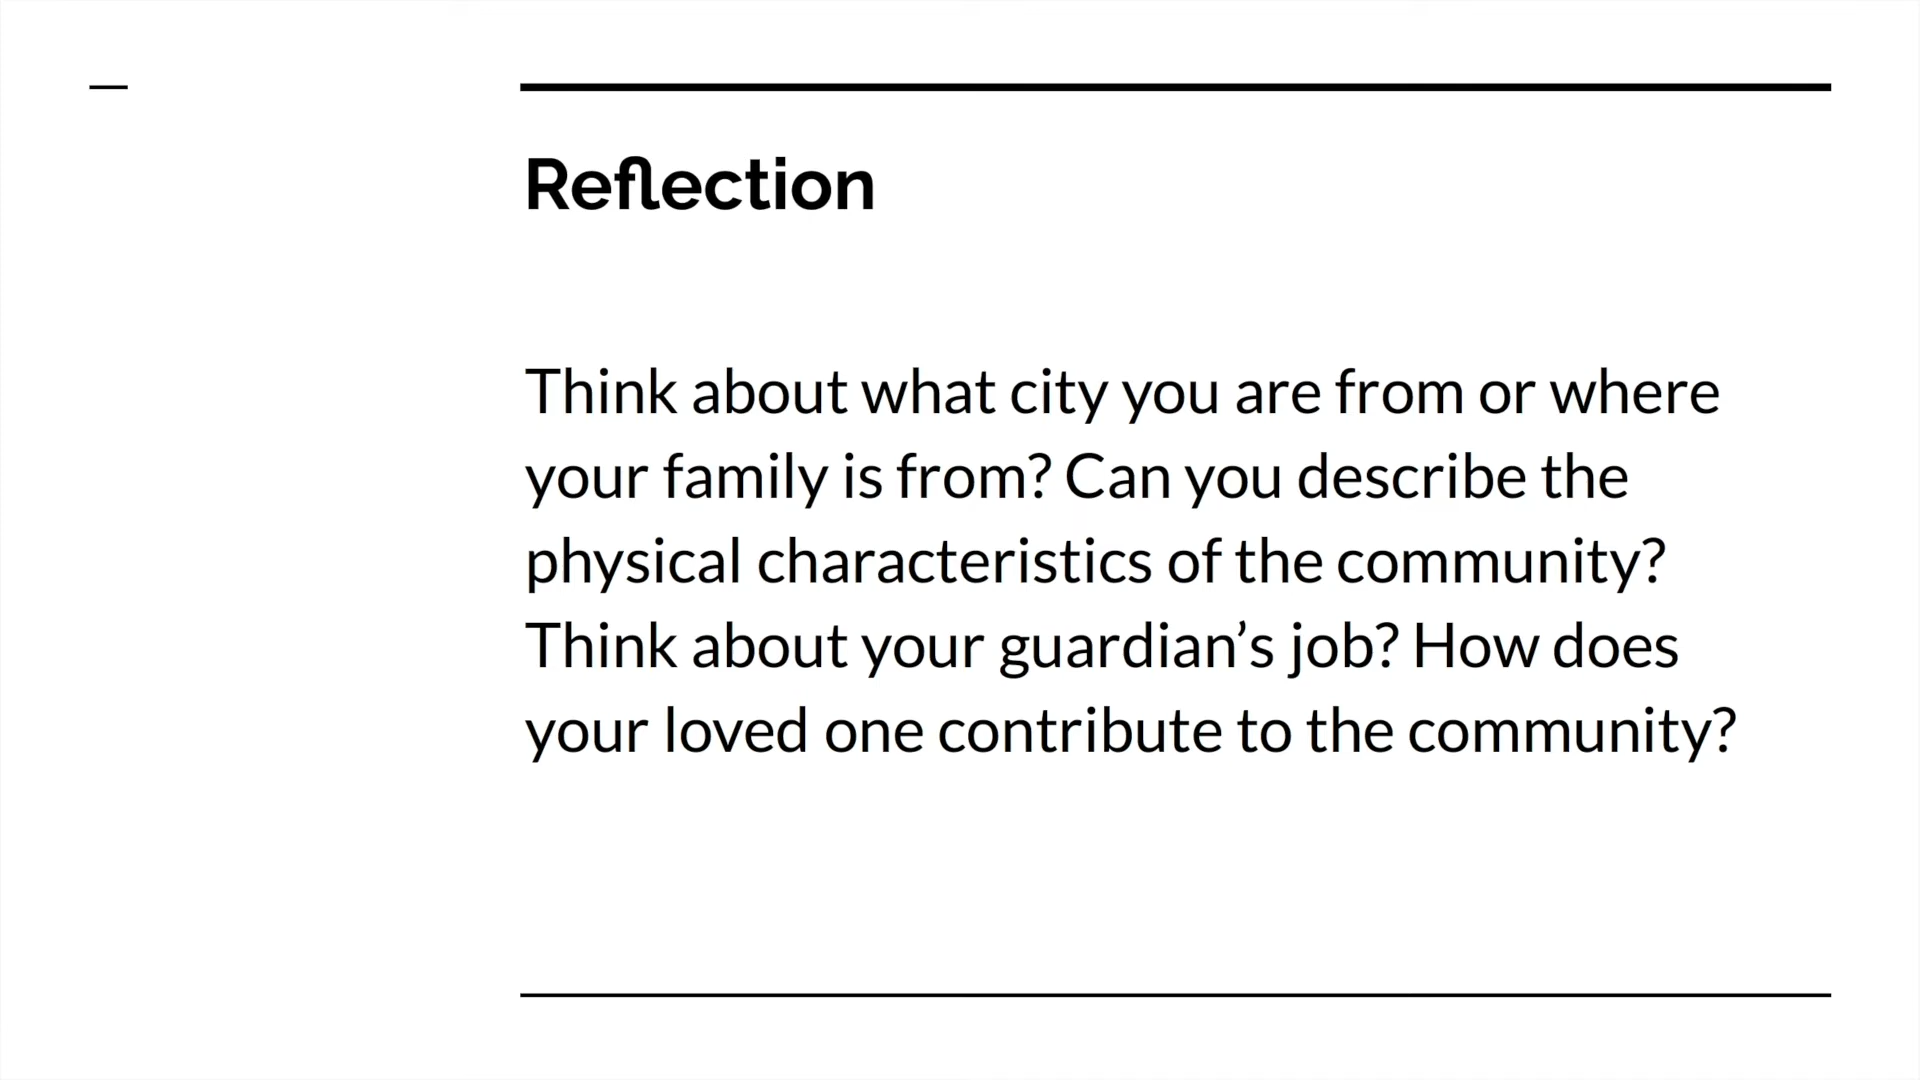 Reflection
Think about what city you are from or where
your family is from? Can you describe the
physical characteristics of the community?
Think about your guardian’s job? How does
your loved one contribute to the community?